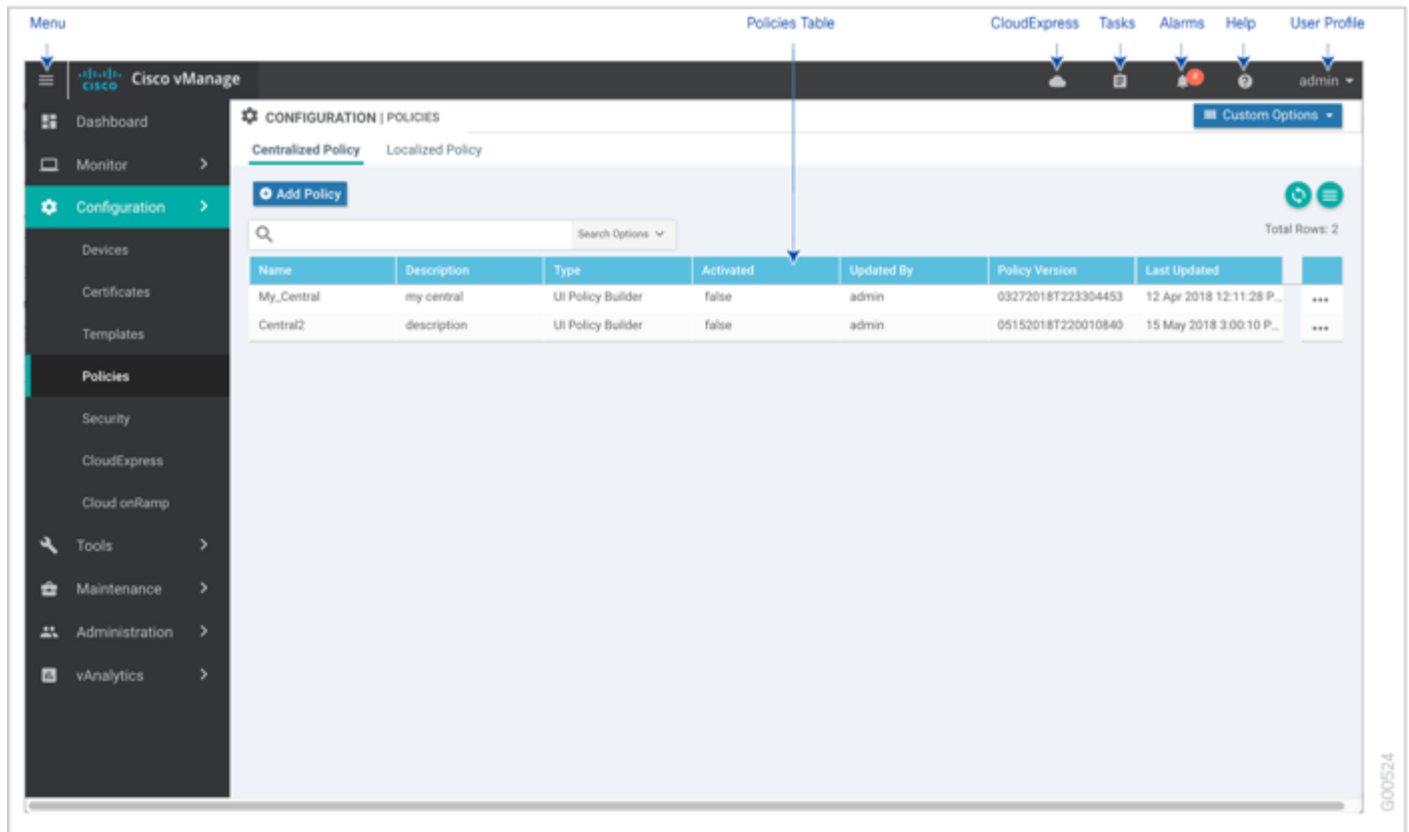 Menu
Policies Table
CloudExpress
Tasks
Alarms
Help
User Profile
cisco Cisco vManage
4
admin
Dashboard
Monitor
Configuration
Devices
Certificates
Templates
Policies
Security
CloudExpress
Cloud onRamp
Tools
Maintenance
Administration
vAnalytics
CONFIGURATION | POLICIES
Custom Options
Centralized Policy Localized Policy
Add Policy
Search Options
Total Rows: 2
Name Description Type Activated Updated By Policy Version Last Updated
My_Central my central UI Policy Builder false admin 03272018T223304453 12 Apr 2018 12:11:28 P...
Central2 description UI Policy Builder false admin 05152018T220010840 15 May 2018 3:00:10 P...
G00524